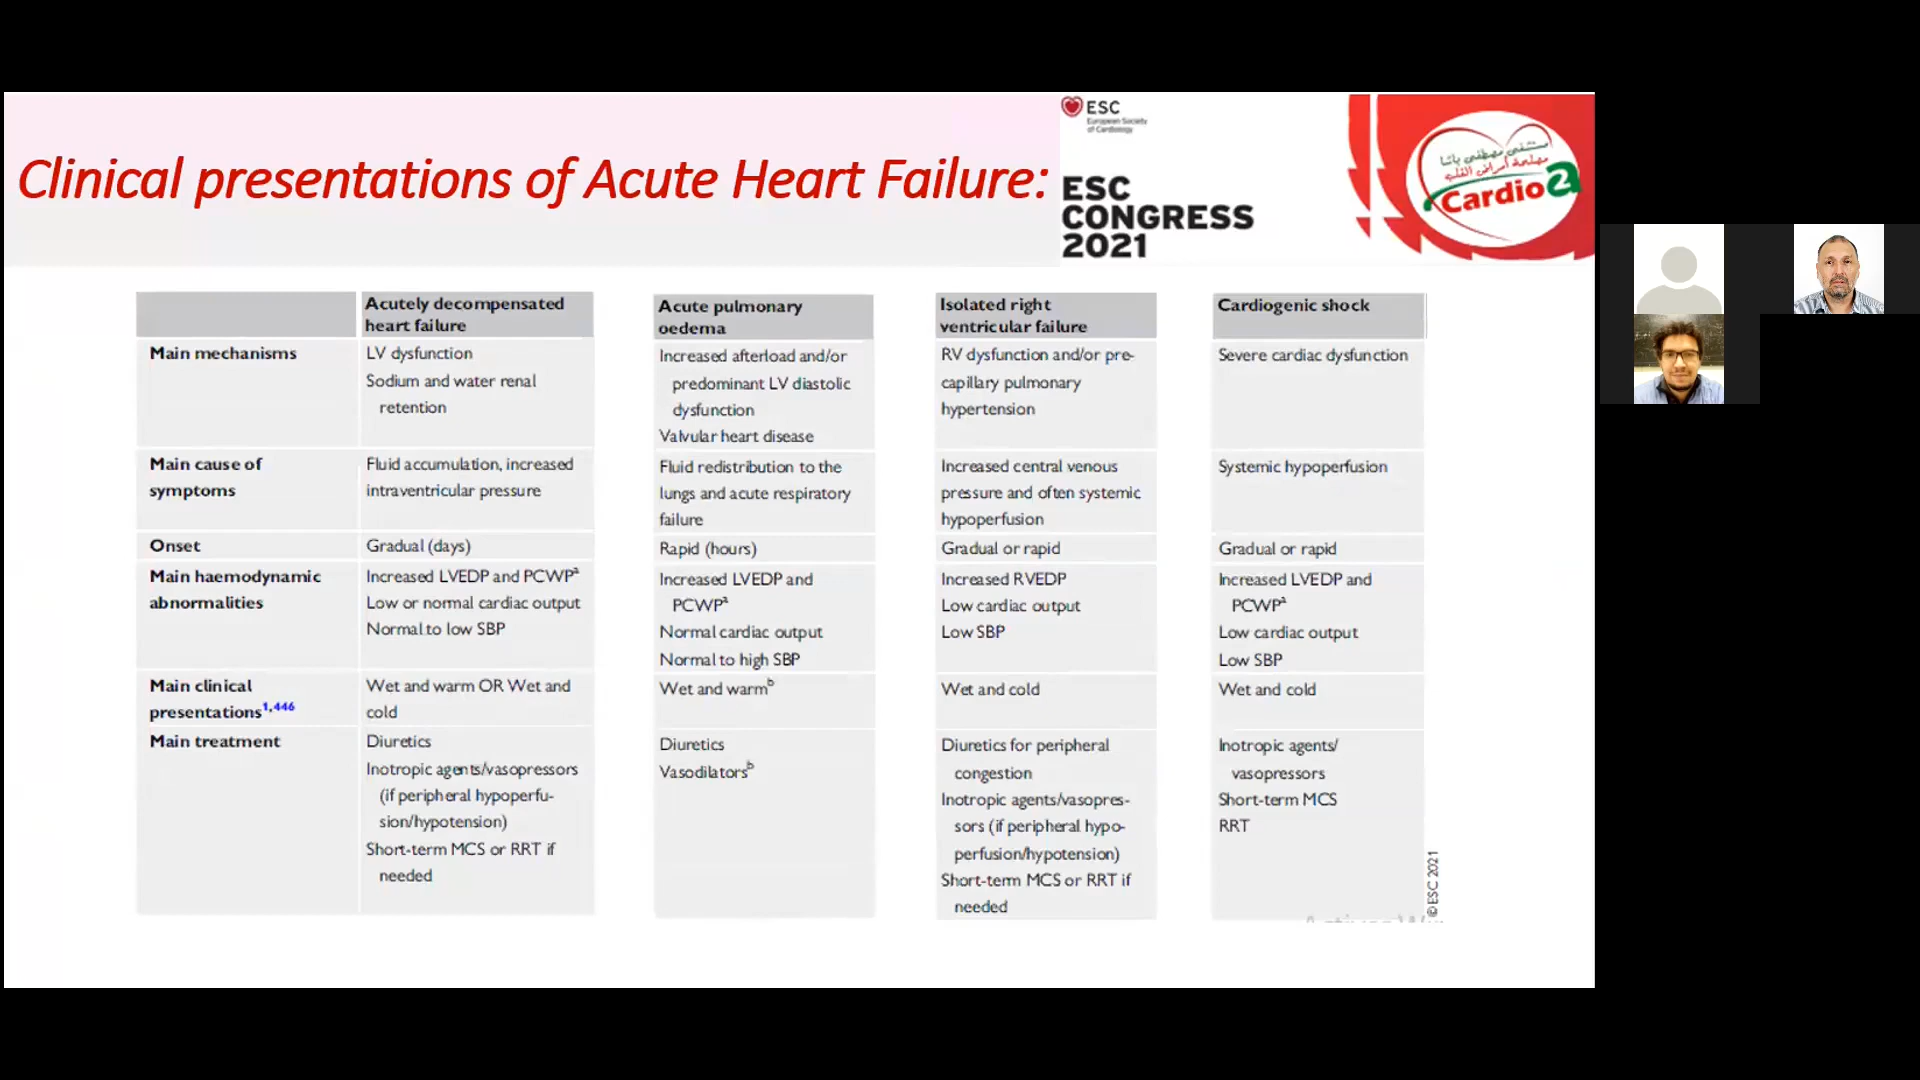 Clinical presentations of Acute Heart Failure:
ESC
European Society
of Cardiology
ESC
CONGRESS
2021
مستشفى مصطفى باشا
مصلحة أمراض القلب
Cardio2
Acutely decompensated
heart failure
Main mechanisms
LV dysfunction
Sodium and water renal
retention
Main cause of
symptoms
Fluid accumulation, increased
intraventricular pressure
Onset
Gradual (days)
Main haemodynamic
abnormalities
Increased LVEDP and PCWPa
Low or normal cardiac output
Normal to low SBP
Main clinical
presentations1,446
Wet and warm OR Wet and
cold
Main treatment
Diuretics
Inotropic agents/vasopressors
(if peripheral hypoperfu-
sion/hypotension)
Short-term MCS or RRT if
needed
Acute pulmonary
oedema
Increased afterload and/or
predominant LV diastolic
dysfunction
Valvular heart disease
Fluid redistribution to the
lungs and acute respiratory
failure
Rapid (hours)
Increased LVEDP and
PCWPa
Normal cardiac output
Normal to high SBP
Wet and warmb
Diuretics
Vasodilatorsb
Isolated right
ventricular failure
RV dysfunction and/or pre-
capillary pulmonary
hypertension
Increased central venous
pressure and often systemic
hypoperfusion
Gradual or rapid
Increased RVEDP
Low cardiac output
Low SBP
Wet and cold
Diuretics for peripheral
congestion
Inotropic agents/vasopres-
sors (if peripheral hypo-
perfusion/hypotension)
Short-term MCS or RRT if
needed
Cardiogenic shock
Severe cardiac dysfunction
Systemic hypoperfusion
Gradual or rapid
Increased LVEDP and
PCWPa
Low cardiac output
Low SBP
Wet and cold
Inotropic agents/
vasopressors
Short-term MCS
RRT
© ESC 2021